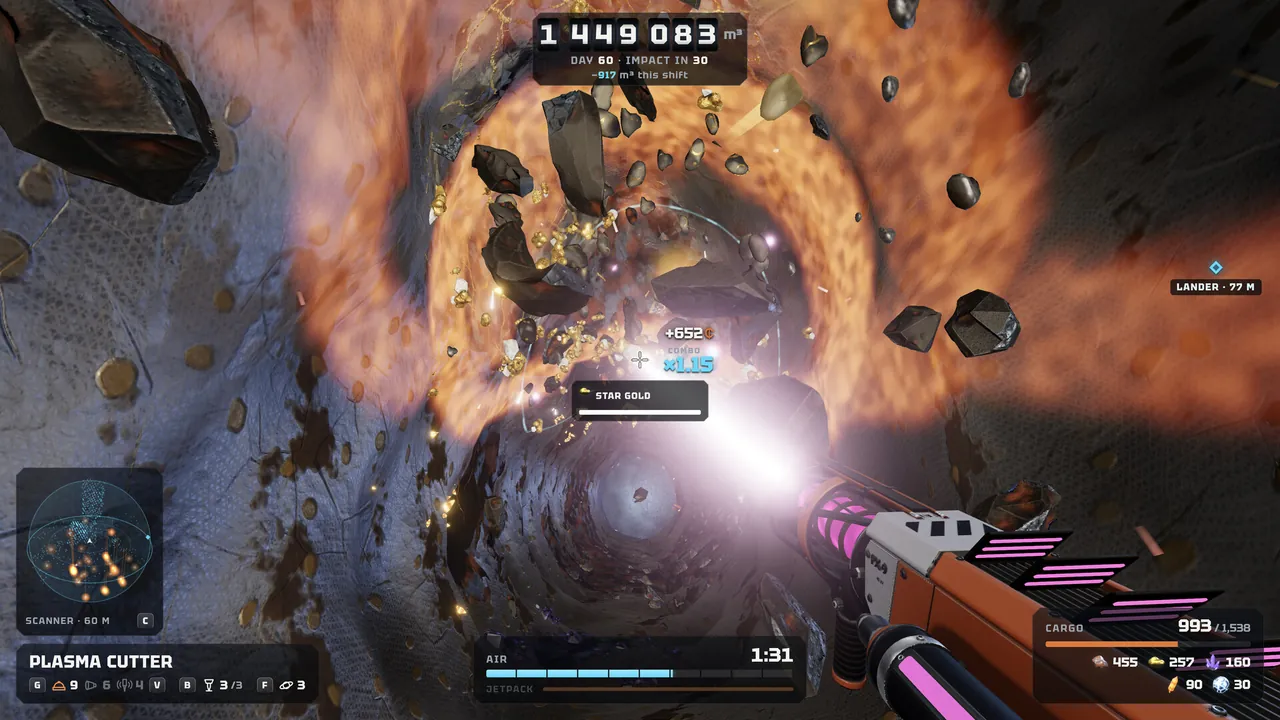 1 449 083 m³
DAY 60 · IMPACT IN 30
−917 m³ this shift
LANDER · 77 M
+652
COMBO
×1.15
STAR GOLD
SCANNER · 60 M
C
PLASMA CUTTER
G 9 6 4 V B 3/3 F 3
AIR 1:31
JETPACK
CARGO 993 / 1,538
455 257 160
90 30